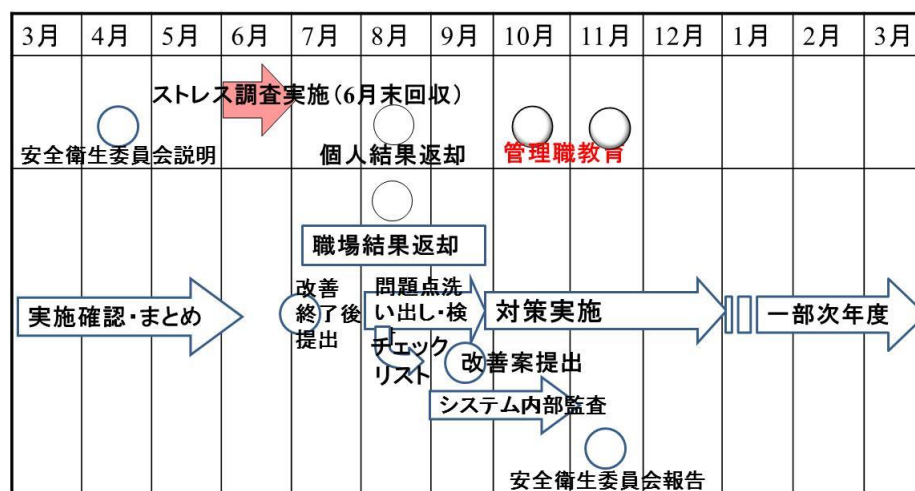 3月 4月 5月 6月 7月 8月 9月 10月 11月 12月 1月 2月 3月
ストレス調査実施(6月末回収)
安全衛生委員会説明
個人結果返却
管理職教育
職場結果返却
実施確認・まとめ
改善
終了後
提出
問題点洗
い出し・検
対策実施
一部次年度
チェック
リスト
改善案提出
システム内部監査
安全衛生委員会報告